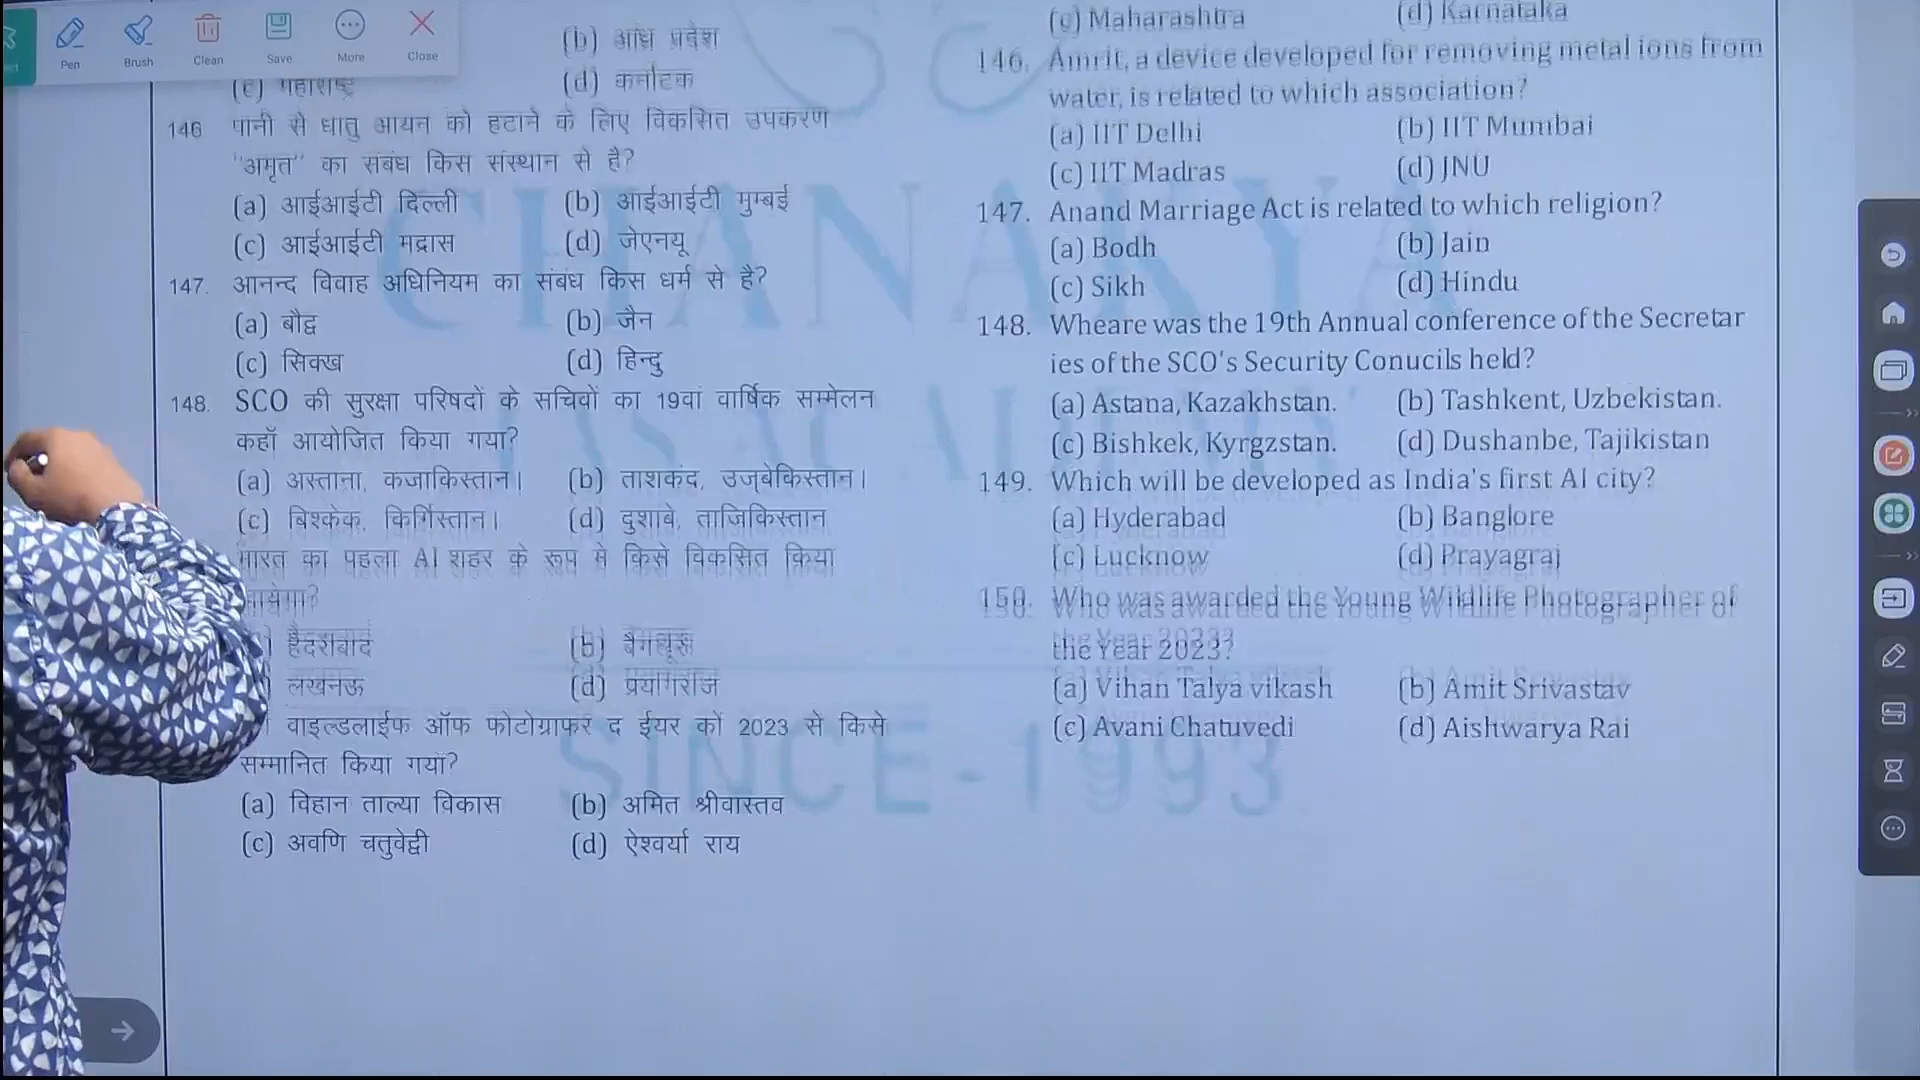 Pen Brush Clean Save More Close
(b) आंध्र प्रदेश
(c) महाराष्ट्र (d) कर्नाटक
146 पानी से धातु आयन को हटाने के लिए विकसित उपकरण
"अमृत" का संबंध किस संस्थान से है?
(a) आईआईटी दिल्ली (b) आईआईटी मुम्बई
(c) आईआईटी मद्रास (d) जेएनयू
147. आनन्द विवाह अधिनियम का संबंध किस धर्म से है?
(a) बौद्व (b) जैन
(c) सिक्ख (d) हिन्दु
148. SCO की सुरक्षा परिषदों के सचिवों का 19वां वार्षिक सम्मेलन
कहाँ आयोजित किया गया?
(a) अस्ताना, कजाकिस्तान। (b) ताशकंद, उज्बेकिस्तान।
(c) बिश्केक, किर्गिस्तान। (d) दुशांबे, ताजिकिस्तान
भारत का पहला AI शहर के रूप मे किसे विकसित किया
जायेगा?
हैदराबाद (b) बैंगलूरू
लखनऊ (d) प्रयागराज
वाइल्डलाईफ ऑफ फोटोग्राफर द ईयर कों 2023 से किसे
सम्मानित किया गया?
(a) विहान ताल्या विकास (b) अमित श्रीवास्तव
(c) अवणि चतुवेद्वी (d) ऐश्वर्या राय
(c) Maharashtra (d) Karnataka
146. Amrit, a device developed for removing metal ions from
water, is related to which association?
(a) IIT Delhi (b) IIT Mumbai
(c) IIT Madras (d) JNU
147. Anand Marriage Act is related to which religion?
(a) Bodh (b) Jain
(c) Sikh (d) Hindu
148. Wheare was the 19th Annual conference of the Secretar
ies of the SCO's Security Conucils held?
(a) Astana, Kazakhstan. (b) Tashkent, Uzbekistan.
(c) Bishkek, Kyrgzstan. (d) Dushanbe, Tajikistan
149. Which will be developed as India's first AI city?
(a) Hyderabad (b) Banglore
(c) Lucknow (d) Prayagraj
150. Who was awarded the Young Wildlife Photographer of
the Year 2023?
(a) Vihan Talya vikash (b) Amit Srivastav
(c) Avani Chatuvedi (d) Aishwarya Rai
CHANAKYA
IAS ACADEMY
SINCE-1993